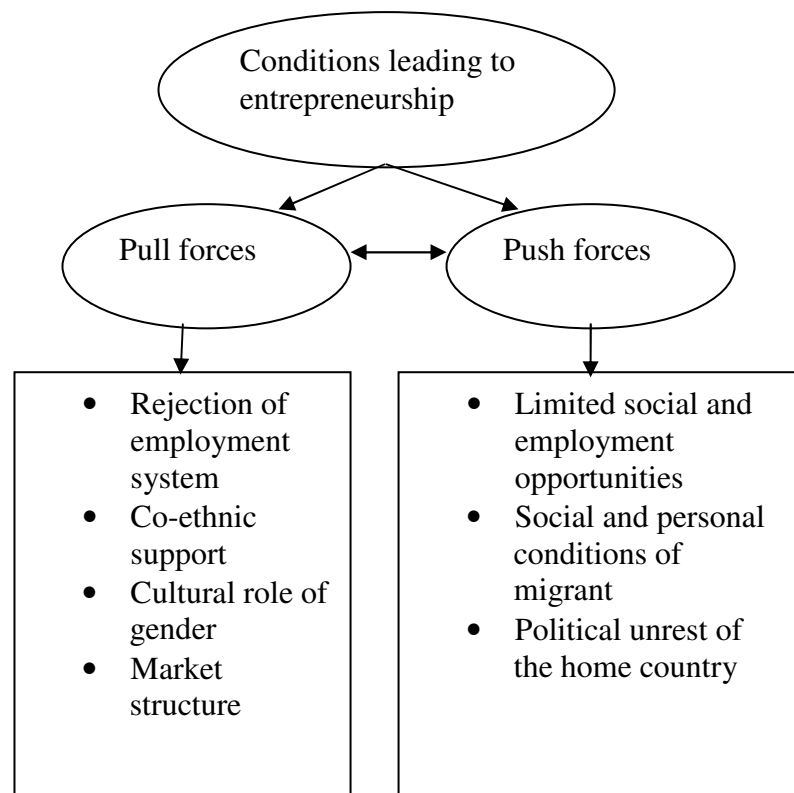 Conditions leading to
entrepreneurship
Pull forces
Push forces
• Rejection of
employment
system
• Co-ethnic
support
• Cultural role of
gender
• Market
structure
• Limited social and
employment
opportunities
• Social and personal
conditions of
migrant
• Political unrest of
the home country